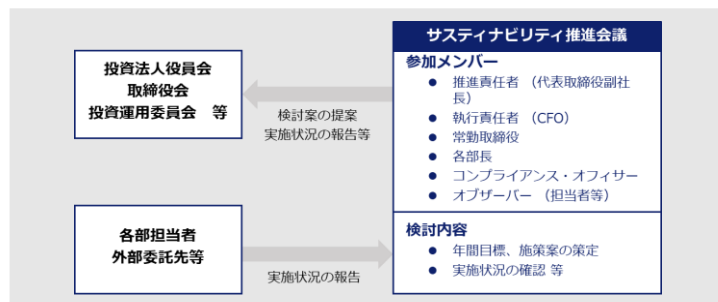 投資法人役員会
取締役会
投資運用委員会　等
検討案の提案
実施状況の報告等
各部担当者
外部委託先等
実施状況の報告
サスティナビリティ推進会議
参加メンバー
● 推進責任者 （代表取締役副社
長）
● 執行責任者 （CFO）
● 常勤取締役
● 各部長
● コンプライアンス・オフィサー
● オブザーバー （担当者等）
検討内容
● 年間目標、施策案の策定
● 実施状況の確認 等